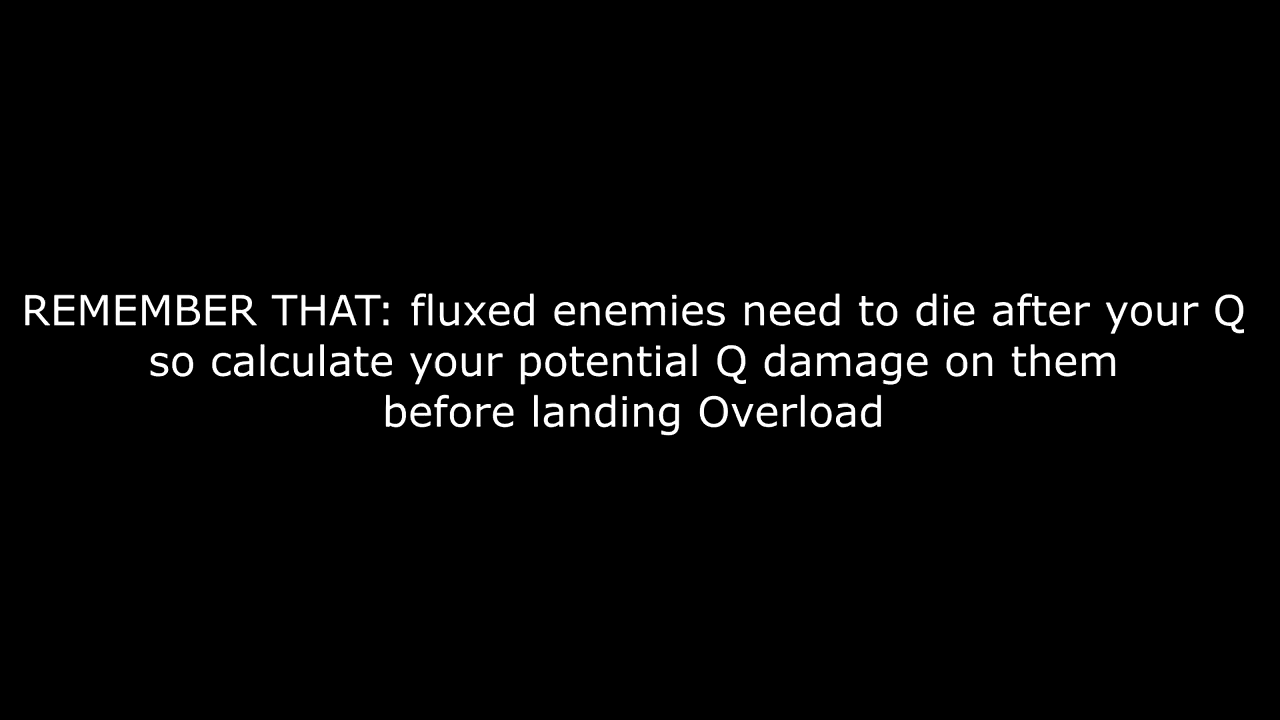 REMEMBER THAT: fluxed enemies need to die after your Q
so calculate your potential Q damage on them
before landing Overload